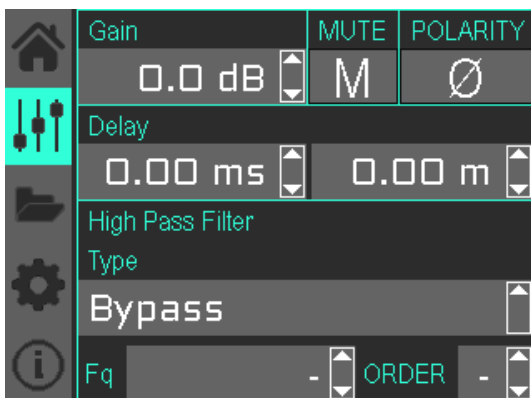 Gain MUTE POLARITY
0.0 dB M Ø
Delay
0.00 ms 0.00 m
High Pass Filter
Type
Bypass
Fq - ORDER -